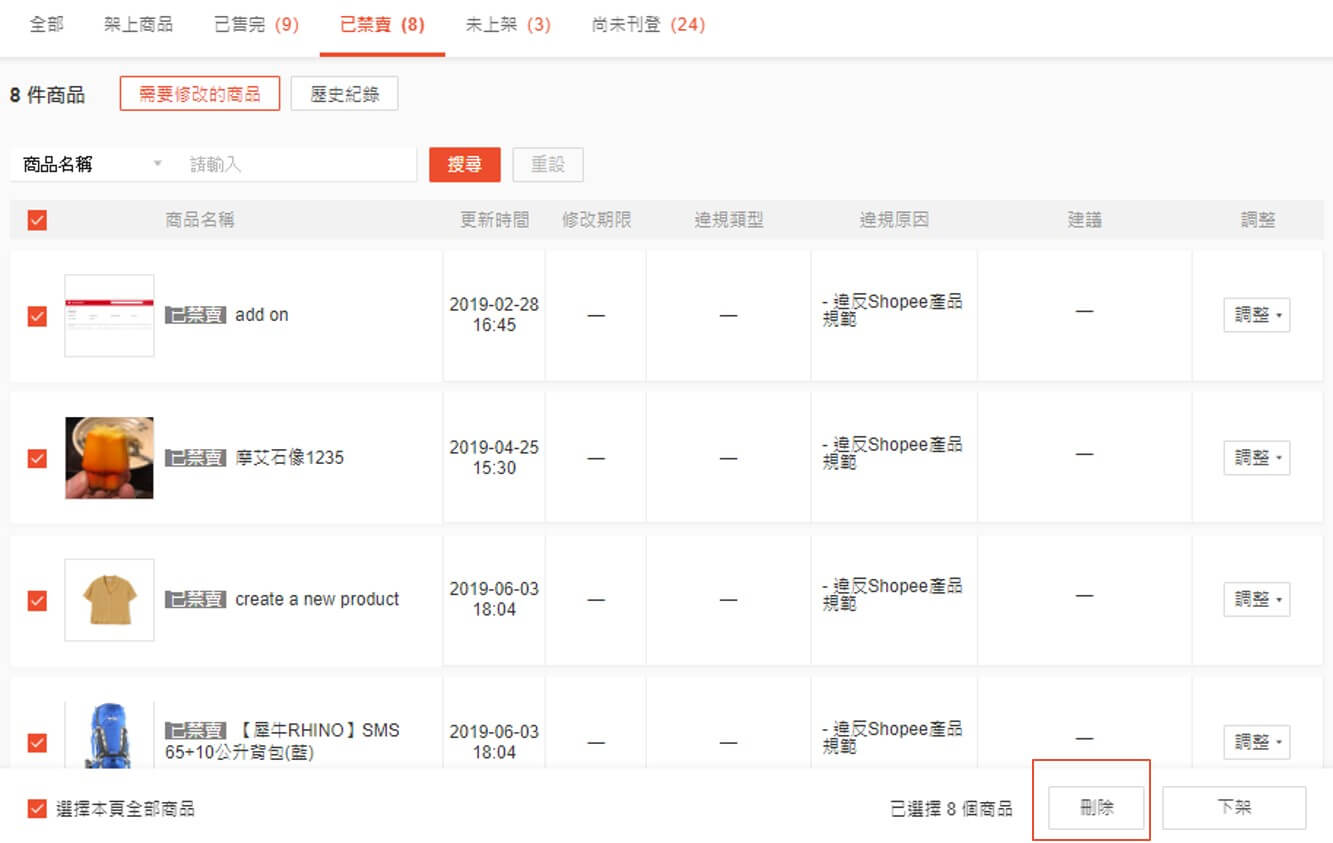 全部 架上商品 已售完 (9) 已禁賣 (8) 未上架 (3) 尚未刊登 (24)
8 件商品 需要修改的商品 歷史紀錄
商品名稱 請輸入 搜尋 重設
商品名稱 更新時間 修改期限 違規類型 違規原因 建議 調整
已禁賣 add on
2019-02-28
16:45
—
—
- 違反Shopee產品
規範
—
調整
已禁賣 摩艾石像1235
2019-04-25
15:30
—
—
- 違反Shopee產品
規範
—
調整
已禁賣 create a new product
2019-06-03
18:04
—
—
- 違反Shopee產品
規範
—
調整
已禁賣 【犀牛RHINO】SMS
65+10公升背包(藍)
2019-06-03
18:04
—
—
- 違反Shopee產品
規範
—
調整
選擇本頁全部商品 已選擇 8 個商品 刪除 下架